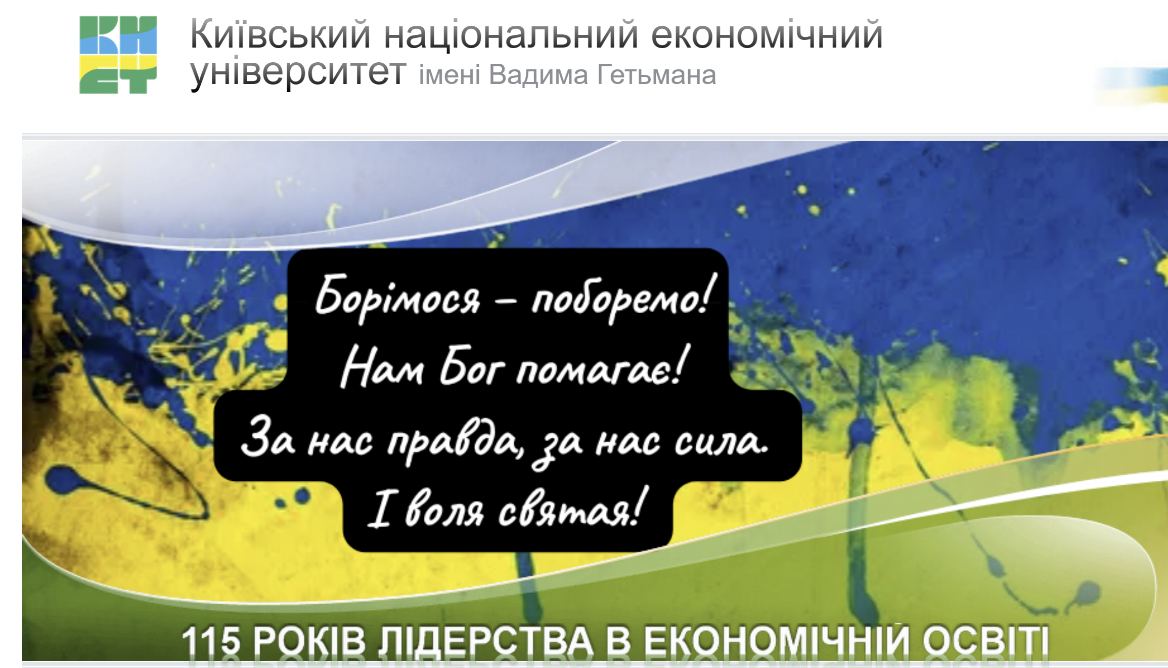 КНЕУ
Київський національний економічний
університет імені Вадима Гетьмана
Борімося – поборемо!
Нам Бог помагає!
За нас правда, за нас сила.
І воля святая!
115 РОКІВ ЛІДЕРСТВА В ЕКОНОМІЧНІЙ ОСВІТІ